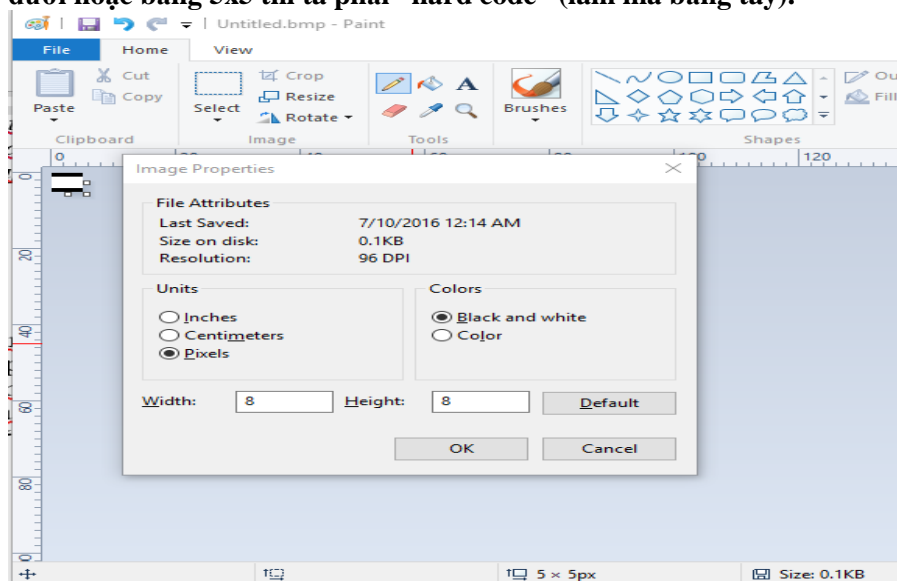 dưới hoặc bằng 5x5 thì ta phải "hard code" (làm mã bằng tay).
Untitled.bmp - Paint
File Home View
Paste Cut Copy Select Crop Resize Rotate Brushes Fill
Clipboard Image Tools Shapes
0 60 120
Image Properties
File Attributes
Last Saved: 7/10/2016 12:14 AM
Size on disk: 0.1KB
Resolution: 96 DPI
Units Colors
Inches Black and white
Centimeters Color
Pixels
Width: 8 Height: 8 Default
OK Cancel
20
40
60
80
5 × 5px Size: 0.1KB